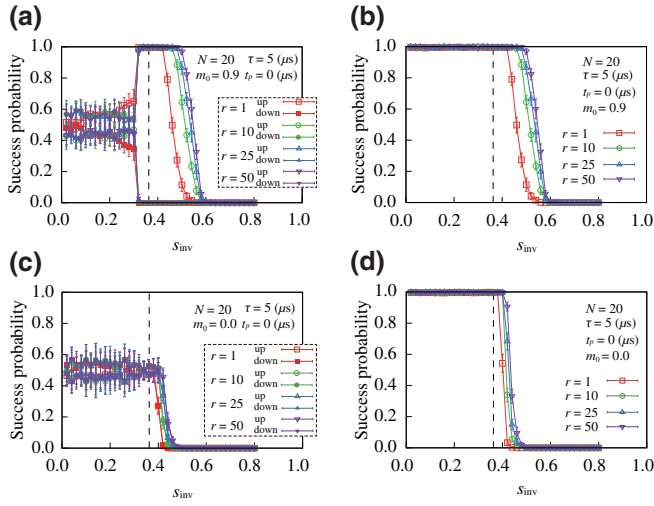 (a)
Success probability
1.0
0.8
0.6
0.4
0.2
0.0
N = 20 τ = 5 (μs)
m0 = 0.9 tp = 0 (μs)
r = 1 up
down
r = 10 up
down
r = 25 up
down
r = 50 up
down
0.0 0.2 0.4 0.6 0.8 1.0
sinv
(b)
Success probability
1.0
0.8
0.6
0.4
0.2
0.0
N = 20
τ = 5 (μs)
tp = 0 (μs)
m0 = 0.9
r = 1
r = 10
r = 25
r = 50
0.0 0.2 0.4 0.6 0.8 1.0
sinv
(c)
Success probability
1.0
0.8
0.6
0.4
0.2
0.0
N = 20 τ = 5 (μs)
m0 = 0.0 tp = 0 (μs)
r = 1 up
down
r = 10 up
down
r = 25 up
down
r = 50 up
down
0.0 0.2 0.4 0.6 0.8 1.0
sinv
(d)
Success probability
1.0
0.8
0.6
0.4
0.2
0.0
N = 20
τ = 5 (μs)
tp = 0 (μs)
m0 = 0.0
r = 1
r = 10
r = 25
r = 50
0.0 0.2 0.4 0.6 0.8 1.0
sinv